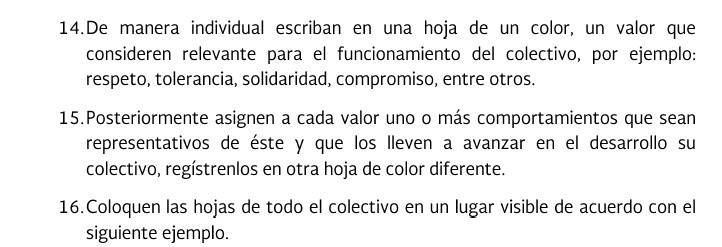 14.De manera individual escriban en una hoja de un color, un valor que
consideren relevante para el funcionamiento del colectivo, por ejemplo:
respeto, tolerancia, solidaridad, compromiso, entre otros.
15.Posteriormente asignen a cada valor uno o más comportamientos que sean
representativos de éste y que los lleven a avanzar en el desarrollo su
colectivo, regístrenlos en otra hoja de color diferente.
16.Coloquen las hojas de todo el colectivo en un lugar visible de acuerdo con el
siguiente ejemplo.